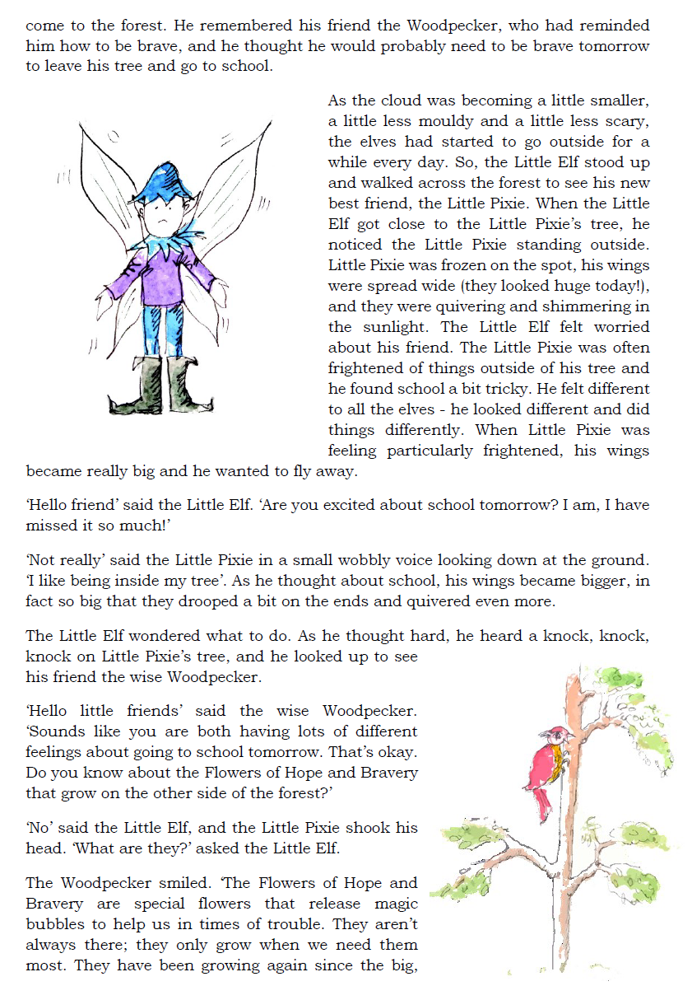 come to the forest. He remembered his friend the Woodpecker, who had reminded
him how to be brave, and he thought he would probably need to be brave tomorrow
to leave his tree and go to school.
As the cloud was becoming a little smaller,
a little less mouldy and a little less scary,
the elves had started to go outside for a
while every day. So, the Little Elf stood up
and walked across the forest to see his new
best friend, the Little Pixie. When the Little
Elf got close to the Little Pixie’s tree, he
noticed the Little Pixie standing outside.
Little Pixie was frozen on the spot, his wings
were spread wide (they looked huge today!),
and they were quivering and shimmering in
the sunlight. The Little Elf felt worried
about his friend. The Little Pixie was often
frightened of things outside of his tree and
he found school a bit tricky. He felt different
to all the elves - he looked different and did
things differently. When Little Pixie was
feeling particularly frightened, his wings
became really big and he wanted to fly away.
‘Hello friend’ said the Little Elf. ‘Are you excited about school tomorrow? I am, I have
missed it so much!’
‘Not really’ said the Little Pixie in a small wobbly voice looking down at the ground.
‘I like being inside my tree’. As he thought about school, his wings became bigger, in
fact so big that they drooped a bit on the ends and quivered even more.
The Little Elf wondered what to do. As he thought hard, he heard a knock, knock,
knock on Little Pixie’s tree, and he looked up to see
his friend the wise Woodpecker.
‘Hello little friends’ said the wise Woodpecker.
‘Sounds like you are both having lots of different
feelings about going to school tomorrow. That’s okay.
Do you know about the Flowers of Hope and Bravery
that grow on the other side of the forest?’
‘No’ said the Little Elf, and the Little Pixie shook his
head. ‘What are they?’ asked the Little Elf.
The Woodpecker smiled. ‘The Flowers of Hope and
Bravery are special flowers that release magic
bubbles to help us in times of trouble. They aren’t
always there; they only grow when we need them
most. They have been growing again since the big,